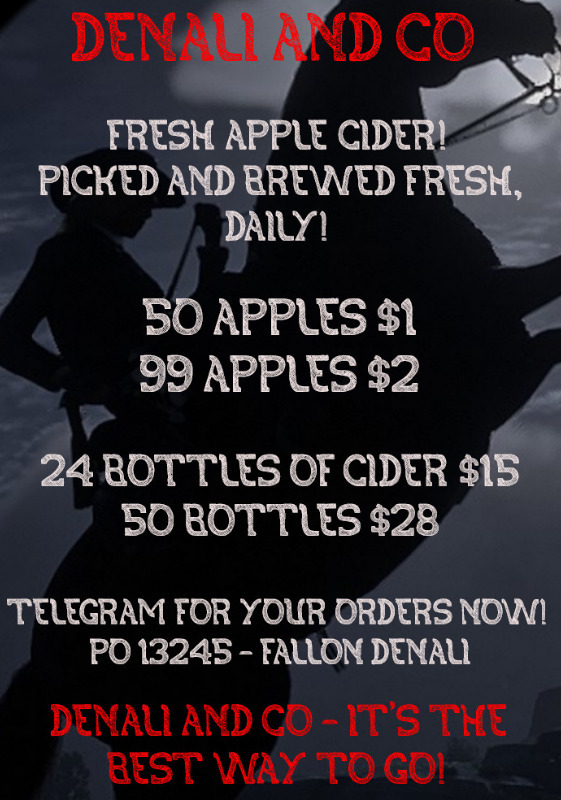 DENALI AND CO
FRESH APPLE CIDER!
PICKED AND BREWED FRESH,
DAILY!
50 APPLES $1
99 APPLES $2
24 BOTTLES OF CIDER $15
50 BOTTLES $28
TELEGRAM FOR YOUR ORDERS NOW!
PO 13245 - FALLON DENALI
DENALI AND CO - IT'S THE
BEST WAY TO GO!